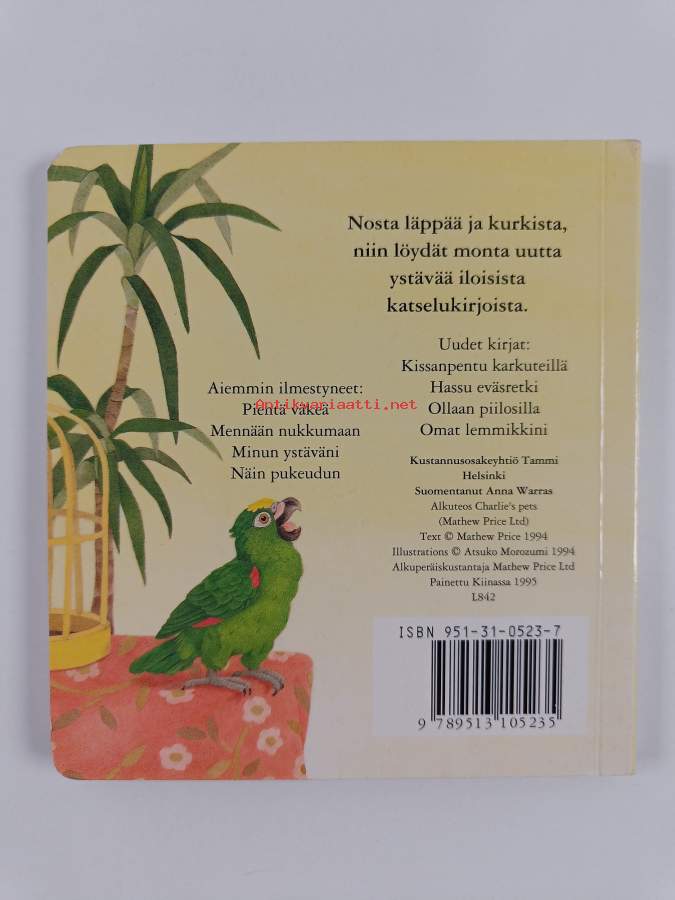 Nosta läppää ja kurkista,
niin löydät monta uutta
ystävää iloisista
katselukirjoista.
Uudet kirjat:
Kissanpentu karkuteillä
Hassu eväsretki
Ollaan piilosilla
Omat lemmikkini
Aiemmin ilmestyneet:
Pientä väkeä
Mennään nukkumaan
Minun ystäväni
Näin pukeudun
Antikvariaatti.net
Kustannusosakeyhtiö Tammi
Helsinki
Suomentanut Anna Warras
Alkuteos Charlie's pets
(Mathew Price Ltd)
Text © Mathew Price 1994
Illustrations © Atsuko Morozumi 1994
Alkuperäiskustantaja Mathew Price Ltd
Painettu Kiinassa 1995
L842
ISBN 951-31-0523-7
9 789513 105235